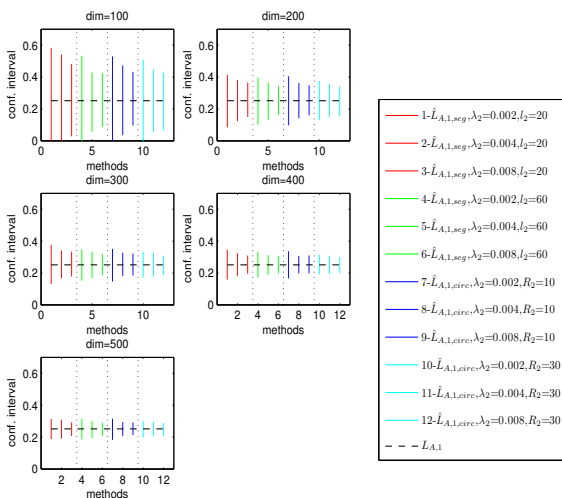 dim=100
0.6
0.4
0.2
0
conf. interval
0 5 10
methods
dim=200
0.6
0.4
0.2
0
conf. interval
0 5 10
methods
dim=300
0.6
0.4
0.2
0
conf. interval
0 5 10
methods
dim=400
0.6
0.4
0.2
0
conf. interval
2 4 6 8 10 12
methods
dim=500
0.6
0.4
0.2
0
conf. interval
2 4 6 8 10 12
methods
1-L̂_{A,1,seg},λ₂=0.002,l₂=20
2-L̂_{A,1,seg},λ₂=0.004,l₂=20
3-L̂_{A,1,seg},λ₂=0.008,l₂=20
4-L̂_{A,1,seg},λ₂=0.002,l₂=60
5-L̂_{A,1,seg},λ₂=0.004,l₂=60
6-L̂_{A,1,seg},λ₂=0.008,l₂=60
7-L̂_{A,1,circ},λ₂=0.002,R₂=10
8-L̂_{A,1,circ},λ₂=0.004,R₂=10
9-L̂_{A,1,circ},λ₂=0.008,R₂=10
10-L̂_{A,1,circ},λ₂=0.002,R₂=30
11-L̂_{A,1,circ},λ₂=0.004,R₂=30
12-L̂_{A,1,circ},λ₂=0.008,R₂=30
L_{A,1}